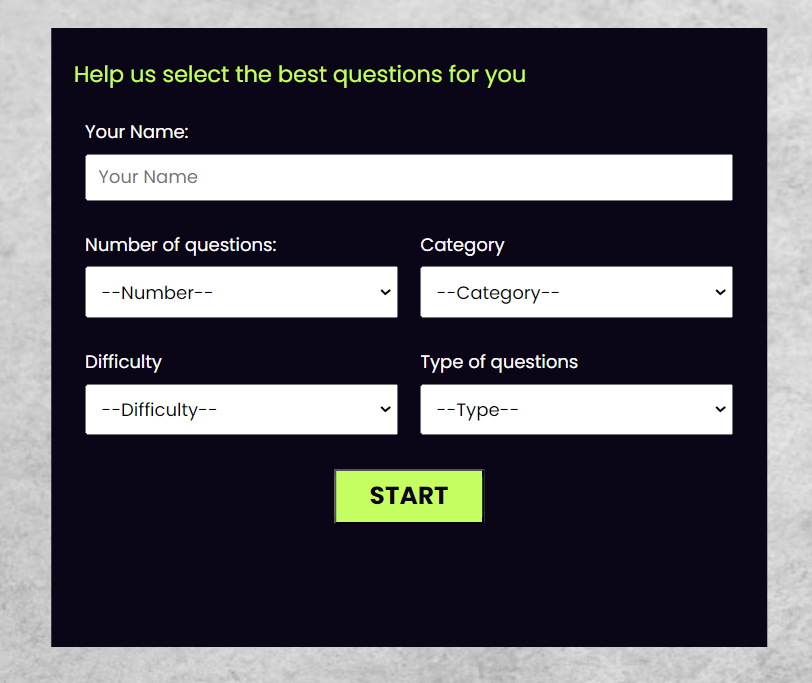 Help us select the best questions for you
Your Name:
Your Name
Number of questions:
Category
--Number--
--Category--
Difficulty
Type of questions
--Difficulty--
--Type--
START